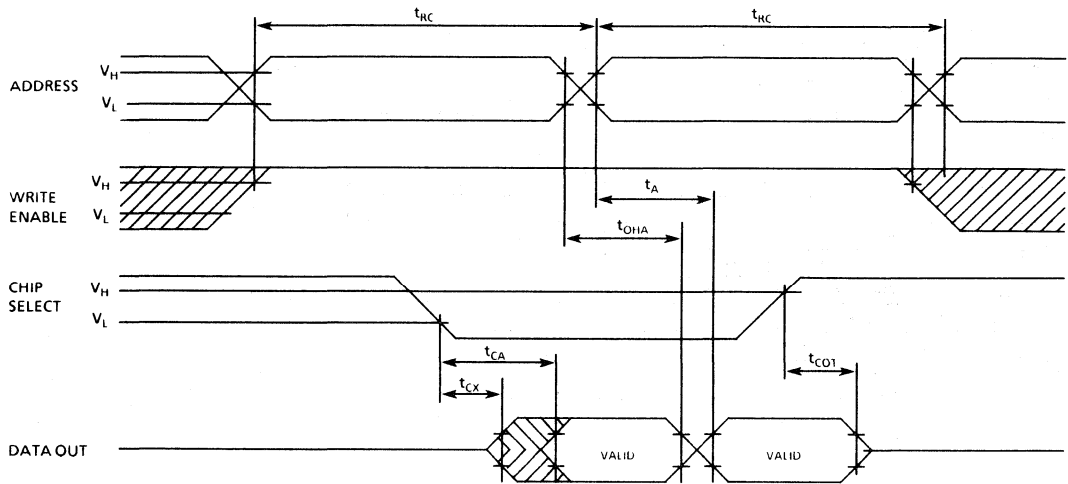 tRC
tRC
ADDRESS
VH
VL
WRITE
ENABLE
VH
VL
tA
tOHA
CHIP
SELECT
VH
VL
tCA
tCX
tCOT
DATA OUT
VALID
VALID